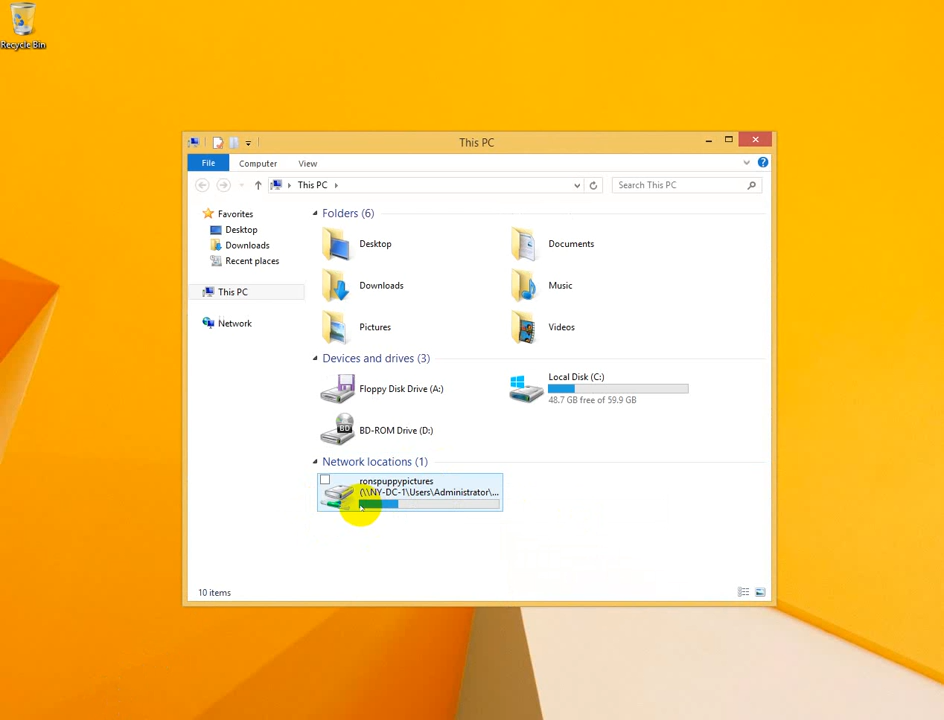 Recycle Bin
This PC
File
Computer
View
This PC
Search This PC
Favorites
Desktop
Downloads
Recent places
This PC
Network
Folders (6)
Desktop
Documents
Downloads
Music
Pictures
Videos
Devices and drives (3)
Floppy Disk Drive (A:)
Local Disk (C:)
48.7 GB free of 59.9 GB
BD
BD-ROM Drive (D:)
Network locations (1)
ronspuppypictures
(\\NY-DC-1\Users\Administrator\...
10 items